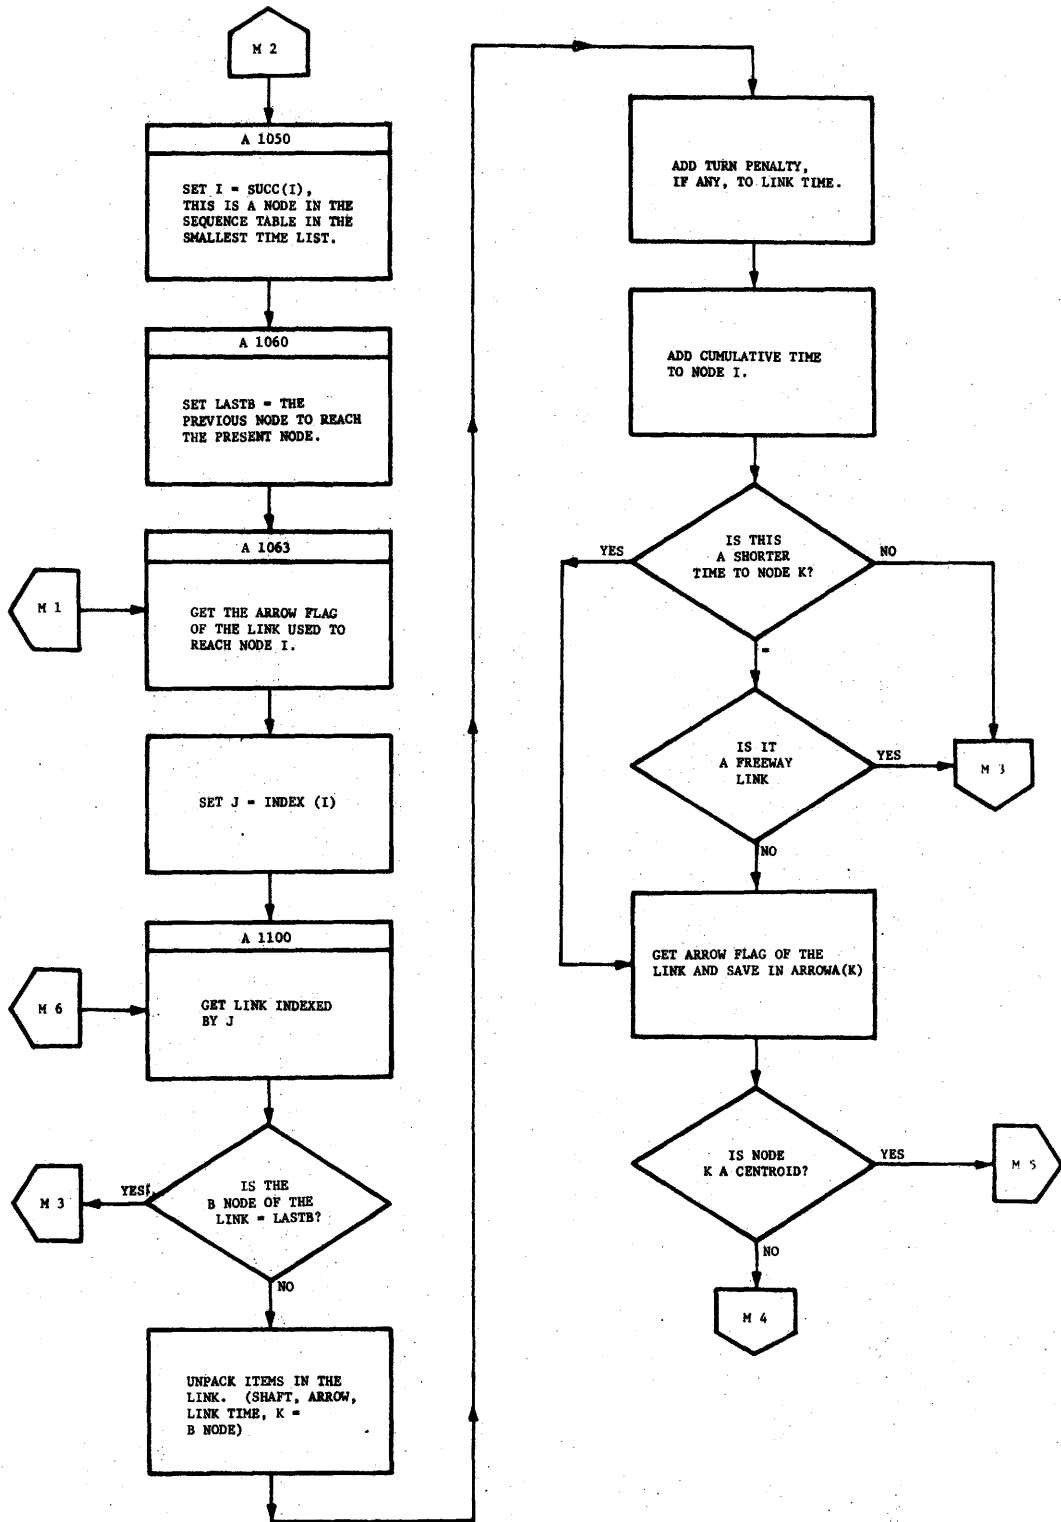 M 2
A 1050
SET I = SUCC(I),
THIS IS A NODE IN THE
SEQUENCE TABLE IN THE
SMALLEST TIME LIST.
A 1060
SET LASTB = THE
PREVIOUS NODE TO REACH
THE PRESENT NODE.
M 1
A 1063
GET THE ARROW FLAG
OF THE LINK USED TO
REACH NODE I.
SET J = INDEX (I)
M 6
A 1100
GET LINK INDEXED
BY J
IS THE
B NODE OF THE
LINK = LASTB?
YES
M 3
NO
UNPACK ITEMS IN THE
LINK. (SHAFT, ARROW,
LINK TIME, K =
B NODE)
ADD TURN PENALTY,
IF ANY, TO LINK TIME.
ADD CUMULATIVE TIME
TO NODE I.
IS THIS
A SHORTER
TIME TO NODE K?
YES
NO
=
IS IT
A FREEWAY
LINK
YES
M 3
NO
GET ARROW FLAG OF THE
LINK AND SAVE IN ARROWA(K)
IS NODE
K A CENTROID?
YES
M 5
NO
M 4